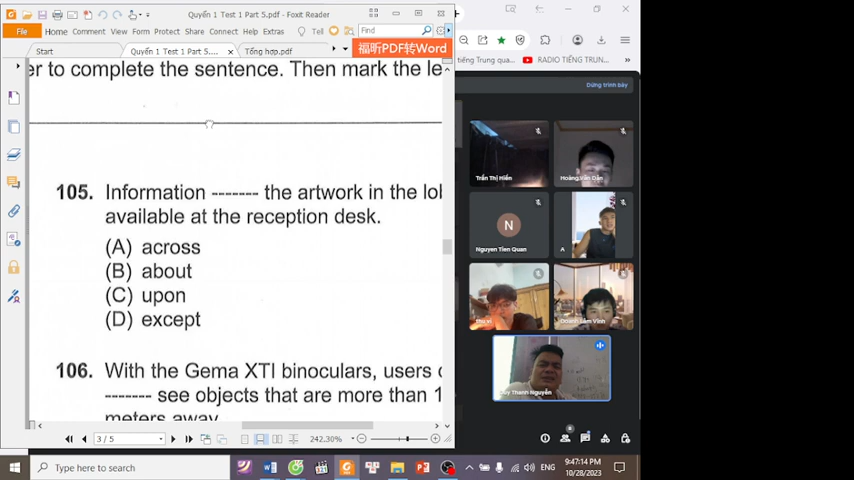 Quyển 1 Test 1 Part 5.pdf - Foxit Reader
File Home Comment View Form Protect Share Connect Help Extras Tell Find
Start Quyển 1 Test 1 Part 5.... Tổng hợp.pdf 福昕PDF转Word
er to complete the sentence. Then mark the le
105. Information ------- the artwork in the lob
available at the reception desk.
(A) across
(B) about
(C) upon
(D) except
106. With the Gema XTI binoculars, users
------- see objects that are more than 1
meters away
3 / 5 242.30%
tiếng Trung qua... RADIO TIẾNG TRUN...
Dừng trình bày
Trần Thị Hiền
Hoàng Văn Dân
N
Nguyen Tien Quan
A
Doanh Lâm Vinh
Duy Thanh Nguyễn
8
Type here to search
ENG
9:47:14 PM
10/28/2023